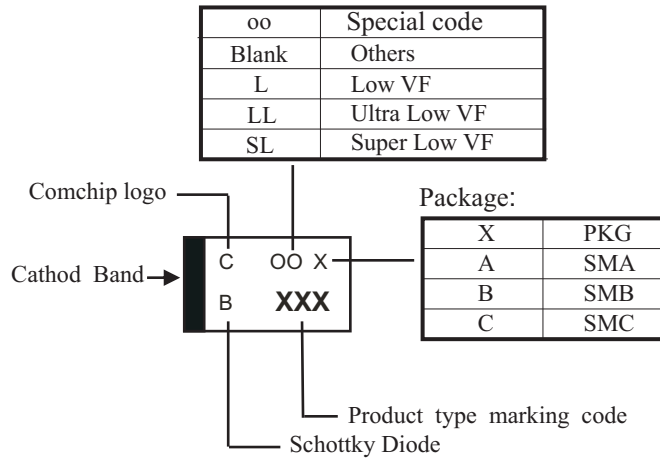 oo Special code
Blank Others
L Low VF
LL Ultra Low VF
SL Super Low VF
Comchip logo
Package:
X PKG
A SMA
B SMB
C SMC
Cathod Band
C OO X
B XXX
Product type marking code
Schottky Diode